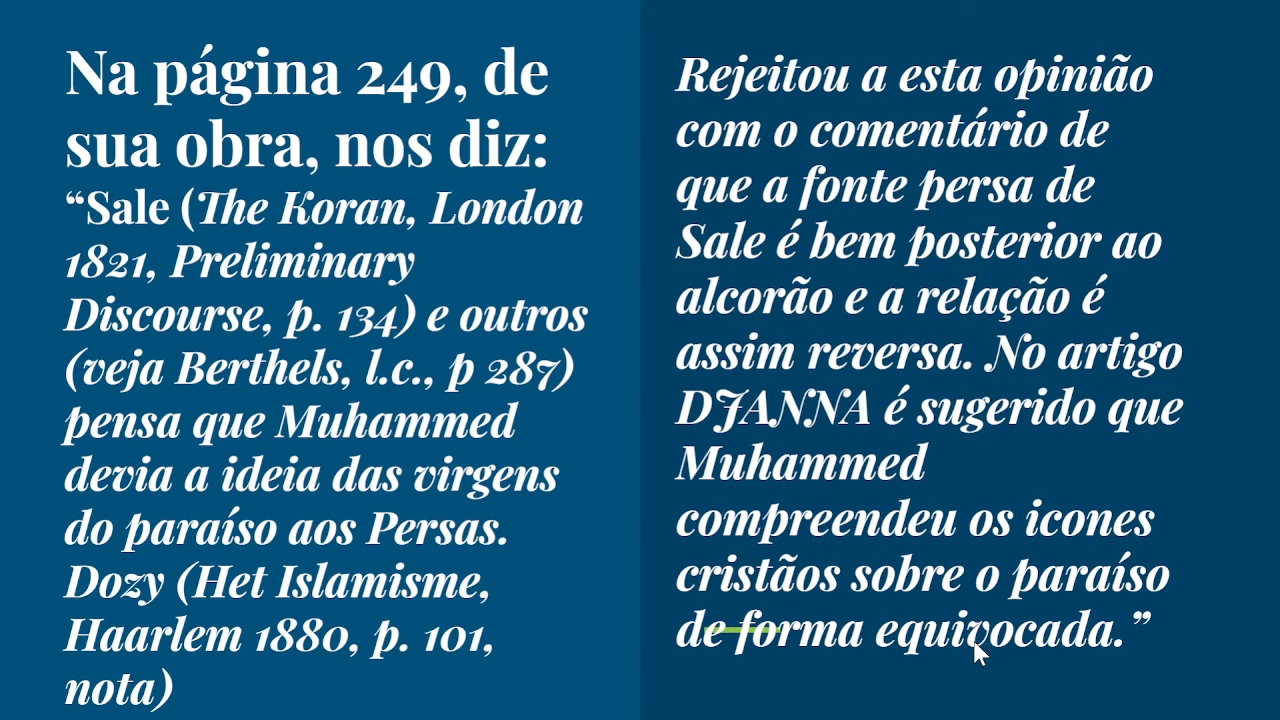 Na página 249, de
sua obra, nos diz:
“Sale (The Koran, London
1821, Preliminary
Discourse, p. 134) e outros
(veja Berthels, l.c., p 287)
pensa que Muhammed
devia a ideia das virgens
do paraíso aos Persas.
Dozy (Het Islamisme,
Haarlem 1880, p. 101,
nota)
Rejeitou a esta opinião
com o comentário de
que a fonte persa de
Sale é bem posterior ao
alcorão e a relação é
assim reversa. No artigo
DJANNA é sugerido que
Muhammed
compreendeu os icones
cristãos sobre o paraíso
de forma equivocada.”